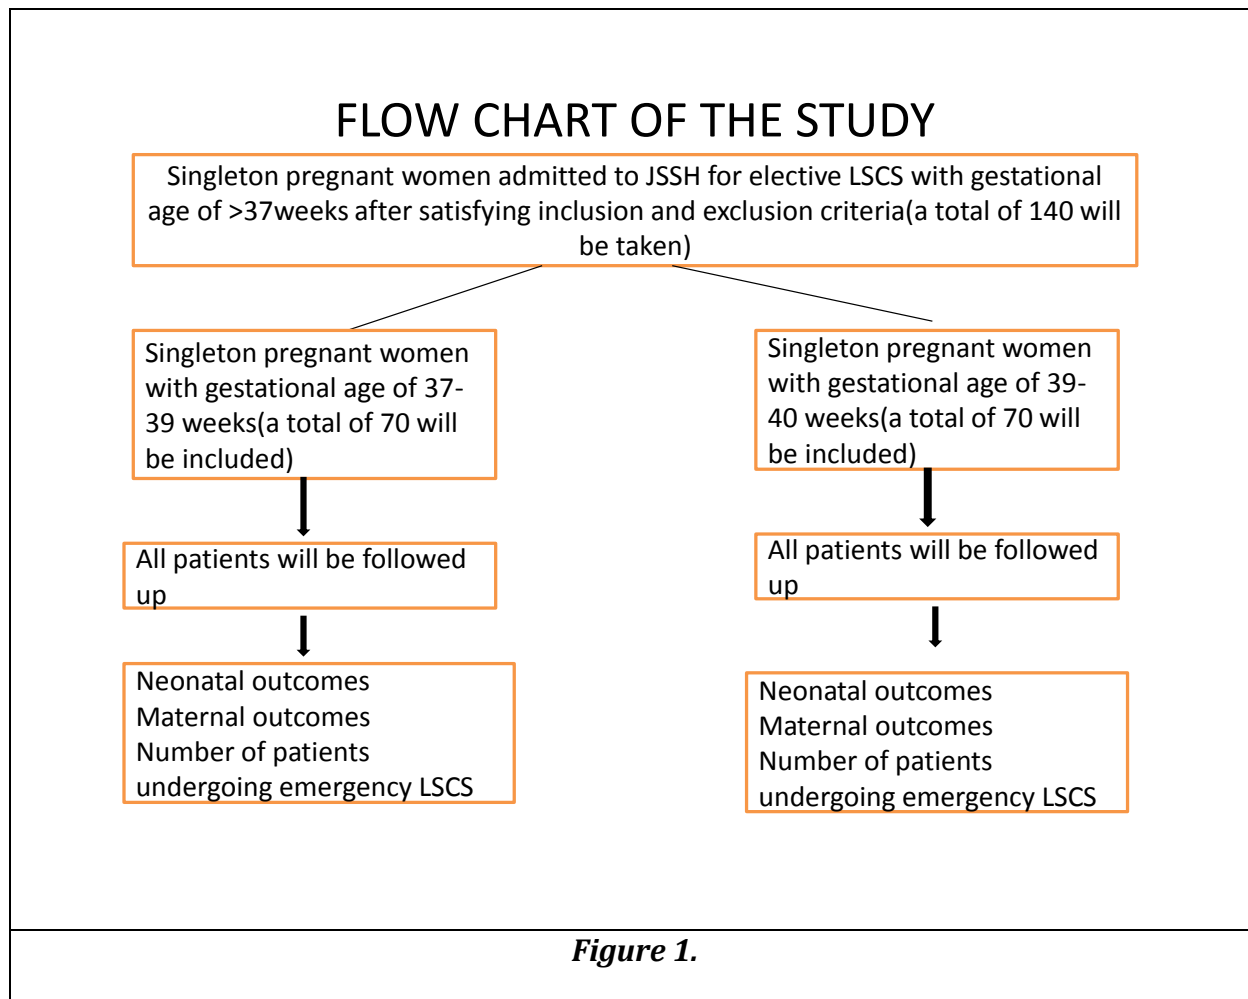 FLOW CHART OF THE STUDY
Singleton pregnant women admitted to JSSH for elective LSCS with gestational
age of >37weeks after satisfying inclusion and exclusion criteria(a total of 140 will
be taken)
Singleton pregnant women
with gestational age of 37-
39 weeks(a total of 70 will
be included)
Singleton pregnant women
with gestational age of 39-
40 weeks(a total of 70 will
be included)
All patients will be followed
up
All patients will be followed
up
Neonatal outcomes
Maternal outcomes
Number of patients
undergoing emergency LSCS
Neonatal outcomes
Maternal outcomes
Number of patients
undergoing emergency LSCS
Figure 1.